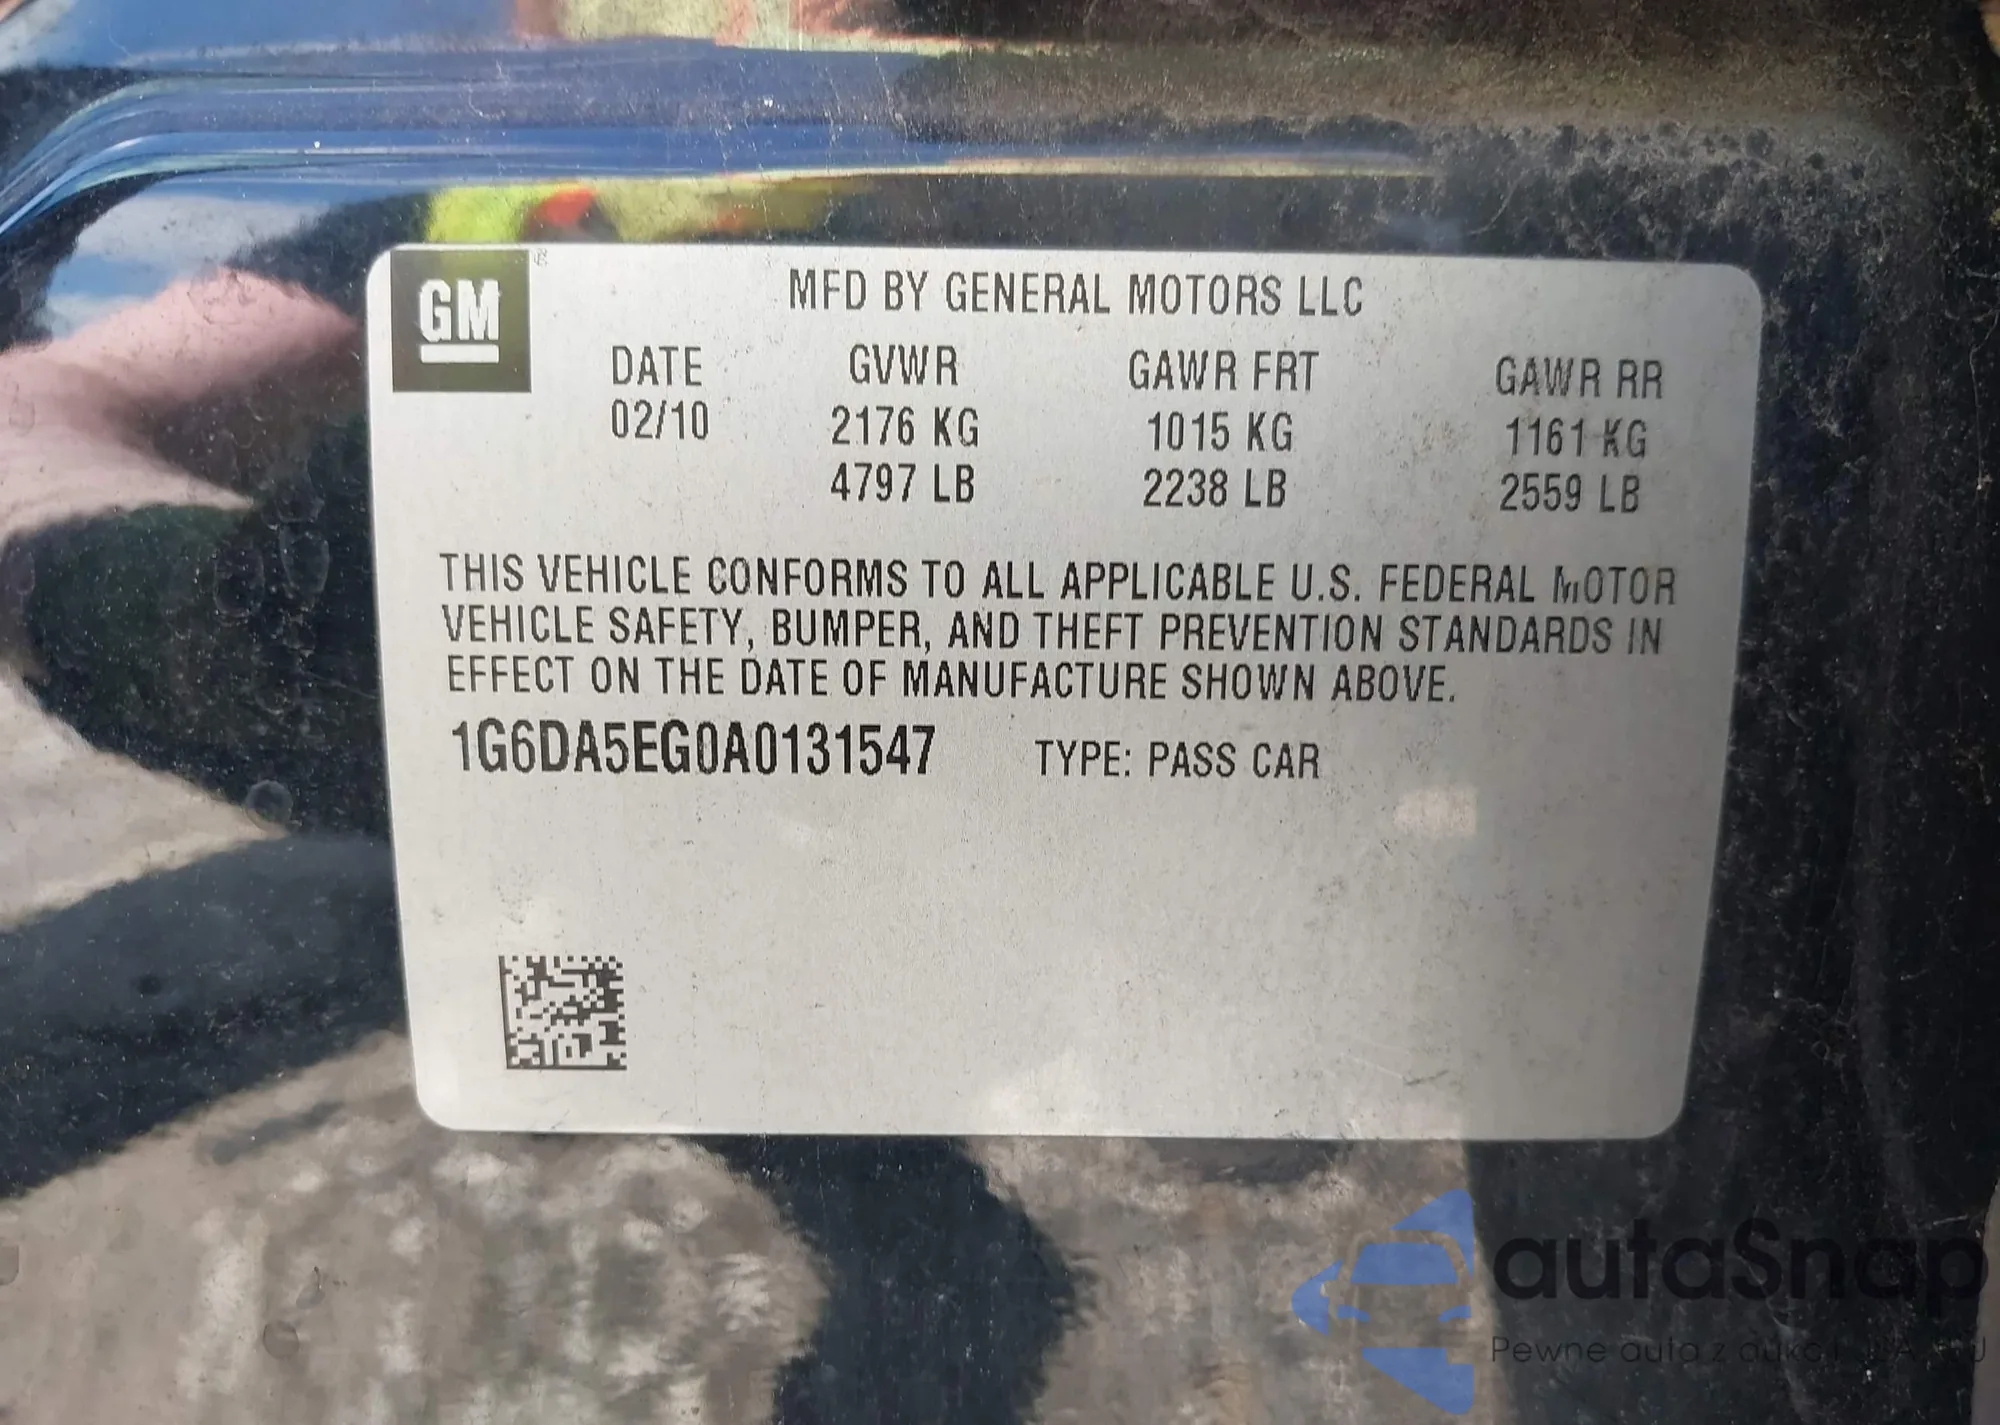 GM
MFD BY GENERAL MOTORS LLC
DATE GVWR GAWR FRT GAWR RR
02/10 2176 KG 1015 KG 1161 KG
4797 LB 2238 LB 2559 LB
THIS VEHICLE CONFORMS TO ALL APPLICABLE U.S. FEDERAL MOTOR
VEHICLE SAFETY, BUMPER, AND THEFT PREVENTION STANDARDS IN
EFFECT ON THE DATE OF MANUFACTURE SHOWN ABOVE.
1G6DA5EG0A0131547 TYPE: PASS CAR
autaSnap
Pewne auta z